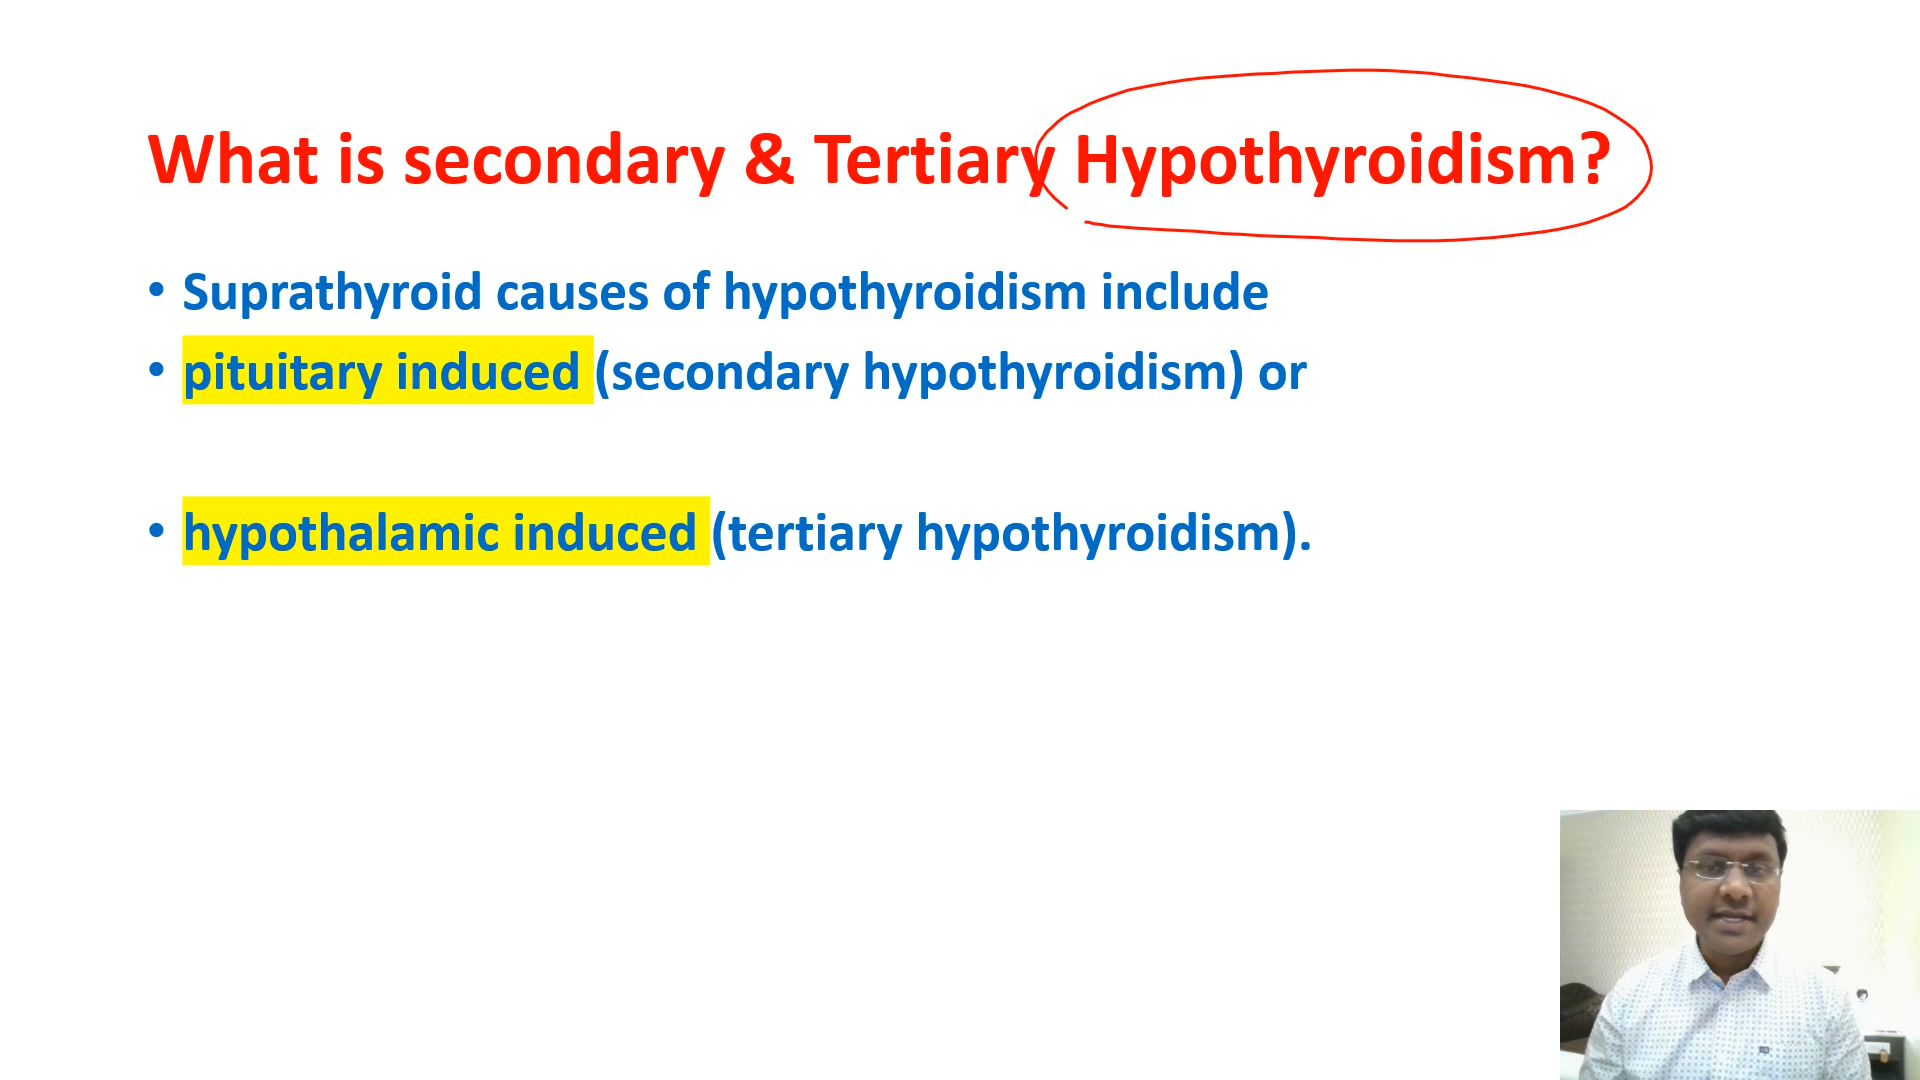 What is secondary & Tertiary Hypothyroidism?
• Suprathyroid causes of hypothyroidism include
• pituitary induced (secondary hypothyroidism) or
• hypothalamic induced (tertiary hypothyroidism).